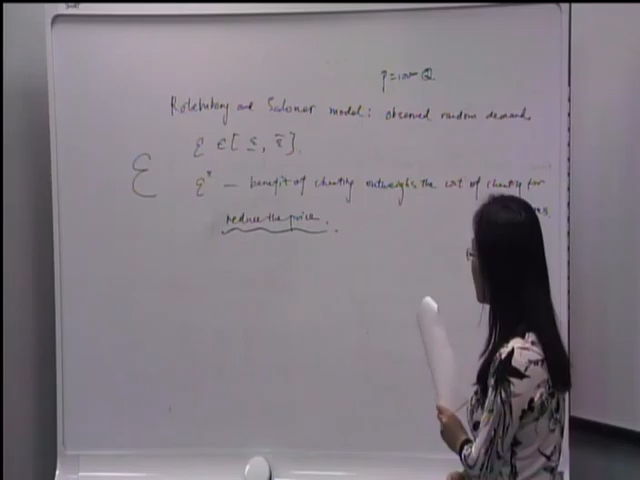 P = 100 - Q
Rotemberg and Saloner model: observed random demand
ε ∈ [ε, ε̄].
ε
ε* — benefit of cheating outweighs the cost of cheating for
reduce the price.